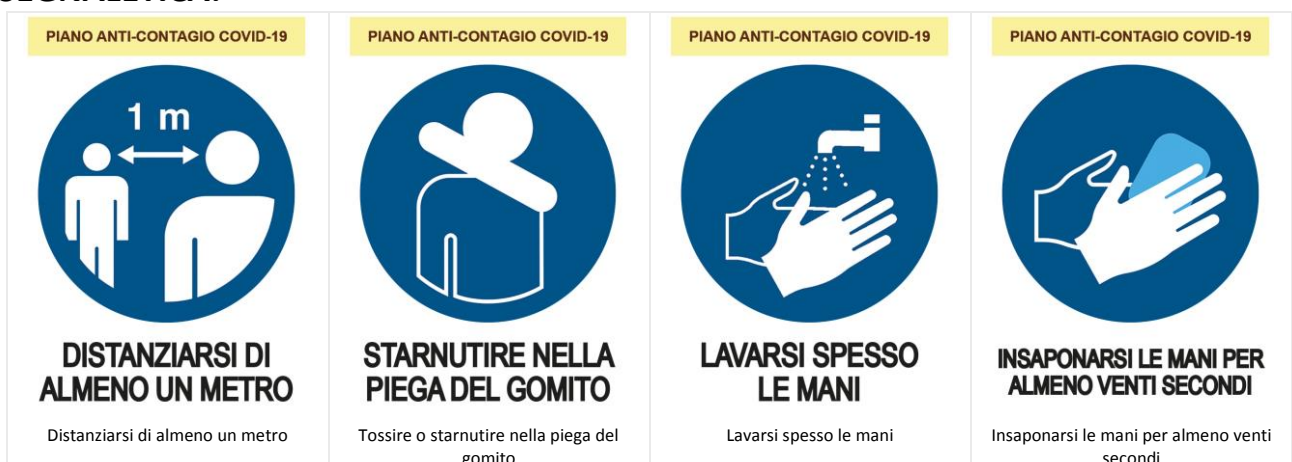 SEGNALETICA:
PIANO ANTI-CONTAGIO COVID-19
1 m
DISTANZIARSI DI
ALMENO UN METRO
Distanziarsi di almeno un metro
PIANO ANTI-CONTAGIO COVID-19
STARNUTIRE NELLA
PIEGA DEL GOMITO
Tossire o starnutire nella piega del
gomito
PIANO ANTI-CONTAGIO COVID-19
LAVARSI SPESSO
LE MANI
Lavarsi spesso le mani
PIANO ANTI-CONTAGIO COVID-19
INSAPONARSI LE MANI PER
ALMENO VENTI SECONDI
Insaponarsi le mani per almeno venti
secondi